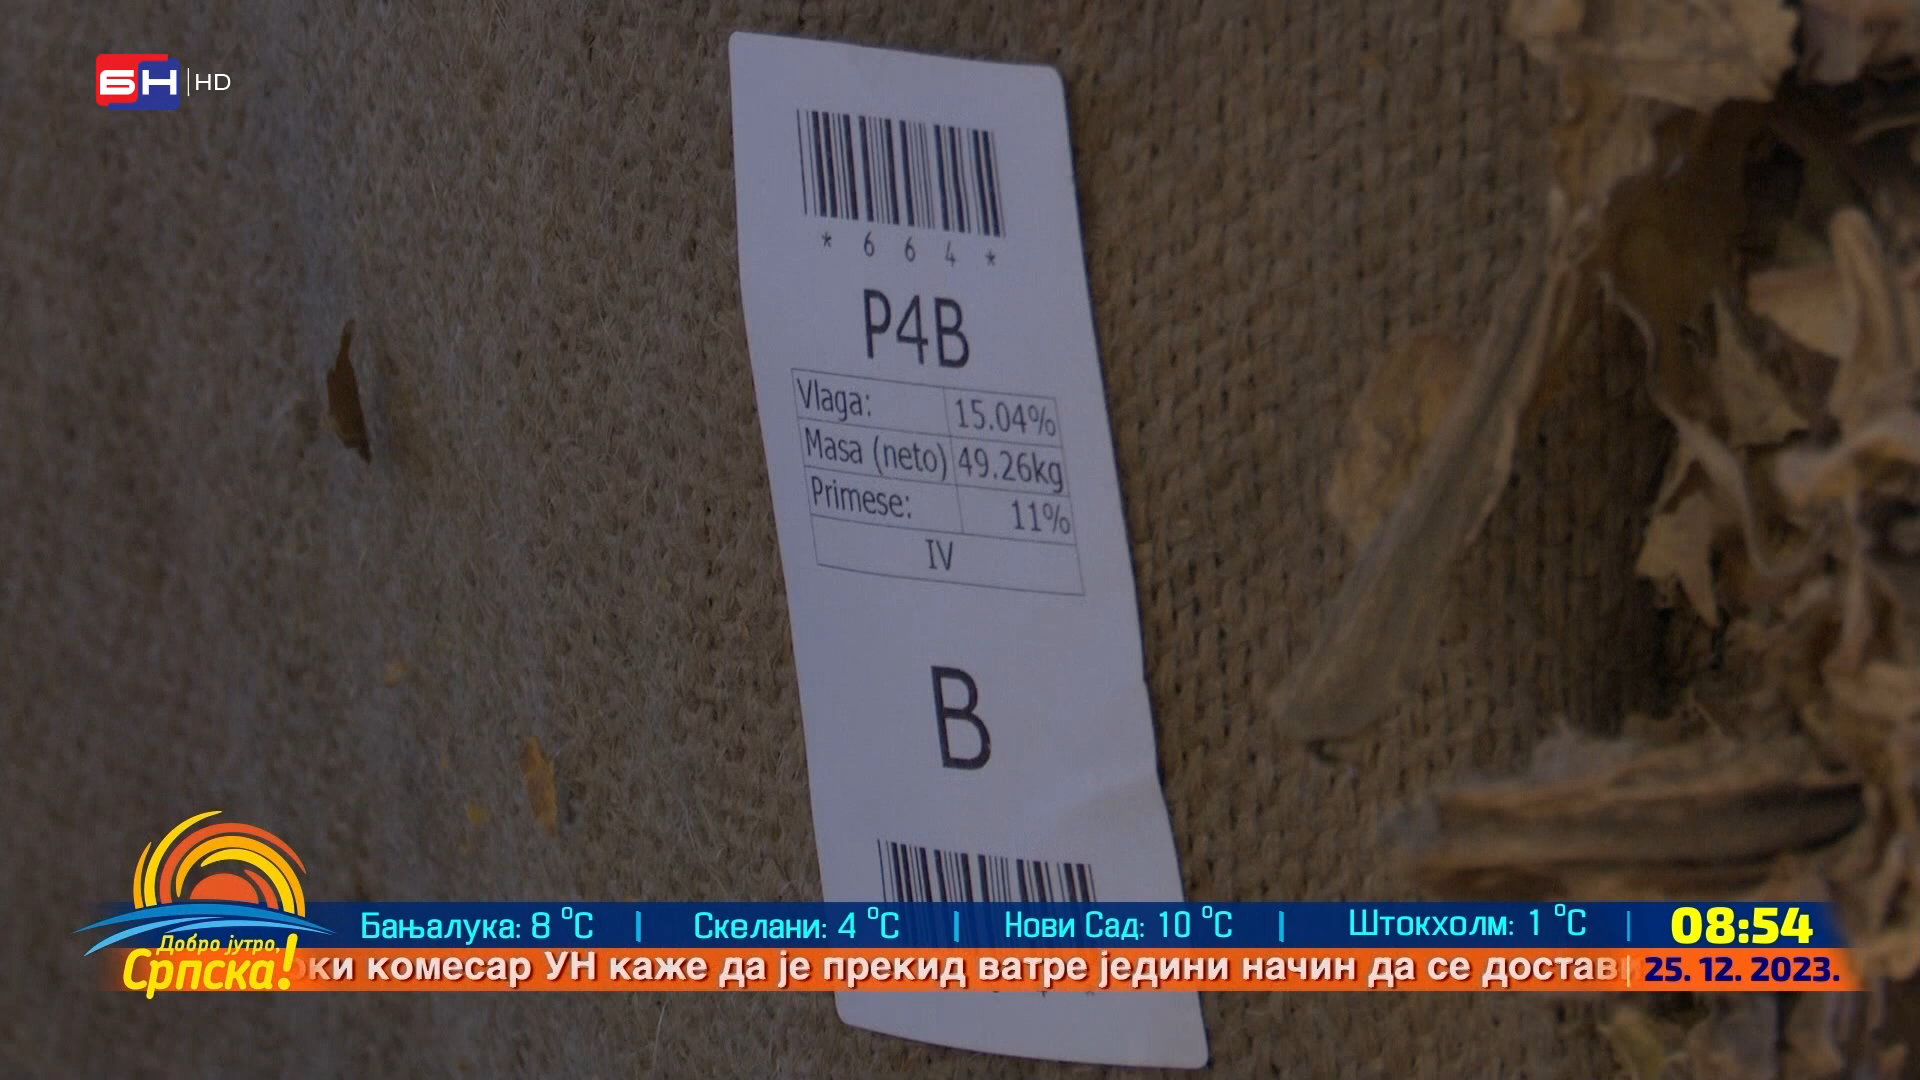 БН HD
* 6 6 4 *
P4B
Vlaga: 15.04%
Masa (neto) 49.26kg
Primese: 11%
IV
B
Бањалука: 8 °C | Скелани: 4 °C | Нови Сад: 10 °C | Штокхолм: 1 °C | 08:54
комесар УН каже да је прекид ватре једини начин да се 25. 12. 2023.
Добро јутро,
Српска!